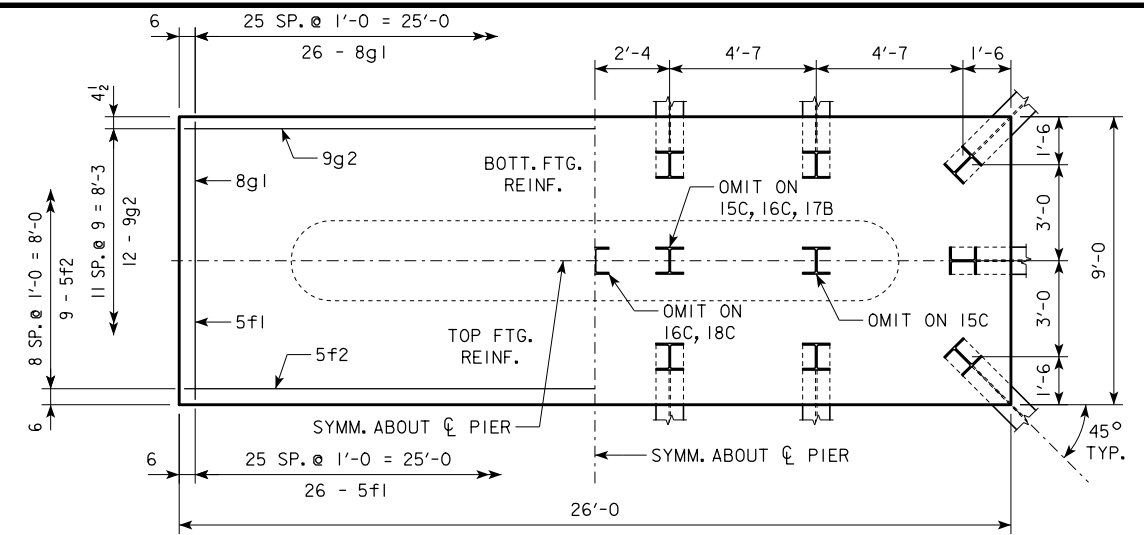 6
25 SP.@ 1'-0 = 25'-0
26 - 8g1
2'-4
4'-7
4'-7
1'-6
4½
9g2
8g1
BOTT. FTG.
REINF.
OMIT ON
15C, 16C, 17B
1'-6
3'-0
9'-0
3'-0
1'-6
8 SP.@ 1'-0 = 8'-0
9 - 5f2
11 SP.@ 9 = 8'-3
12 - 9g2
5f1
TOP FTG.
REINF.
OMIT ON
16C, 18C
OMIT ON 15C
5f2
6
SYMM. ABOUT ℄ PIER
45°
TYP.
6
25 SP.@ 1'-0 = 25'-0
26 - 5f1
SYMM. ABOUT ℄ PIER
26'-0